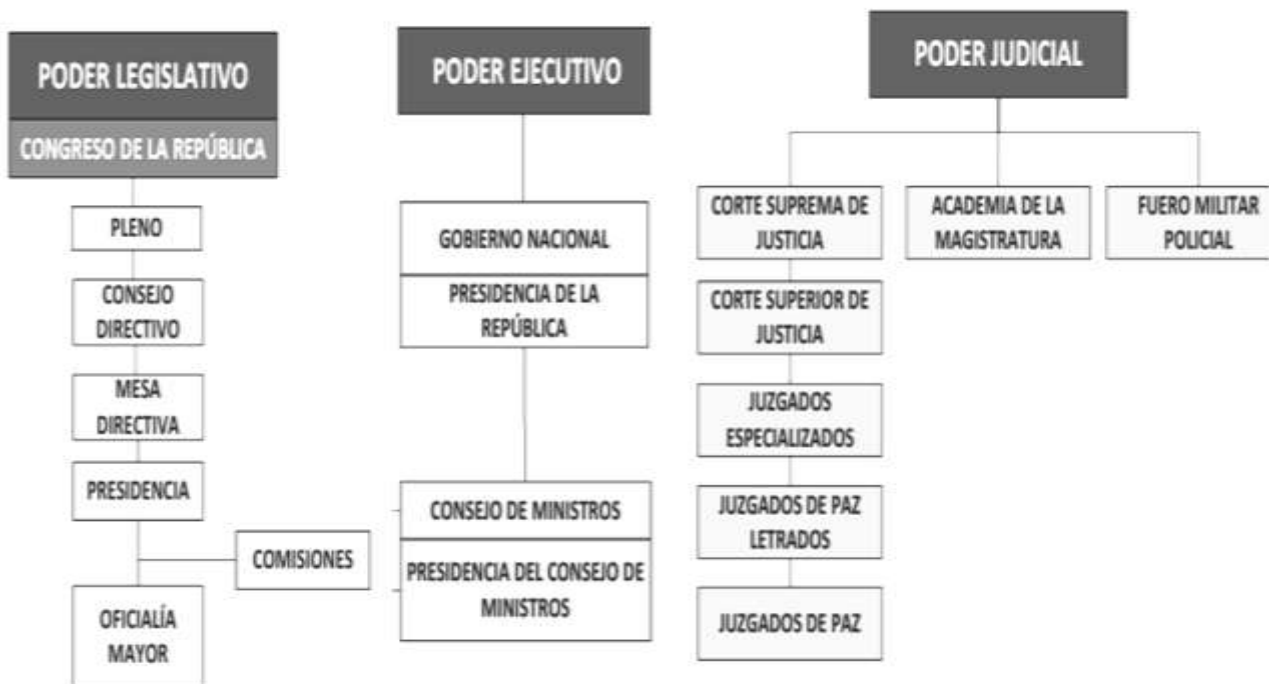 PODER LEGISLATIVO
CONGRESO DE LA REPÚBLICA
PLENO
CONSEJO
DIRECTIVO
MESA
DIRECTIVA
PRESIDENCIA
COMISIONES
OFICIALÍA
MAYOR
PODER EJECUTIVO
GOBIERNO NACIONAL
PRESIDENCIA DE LA
REPÚBLICA
CONSEJO DE MINISTROS
PRESIDENCIA DEL CONSEJO DE
MINISTROS
PODER JUDICIAL
CORTE SUPREMA DE
JUSTICIA
ACADEMIA DE LA
MAGISTRATURA
FUERO MILITAR
POLICIAL
CORTE SUPERIOR DE
JUSTICIA
JUZGADOS
ESPECIALIZADOS
JUZGADOS DE PAZ
LETRADOS
JUZGADOS DE PAZ